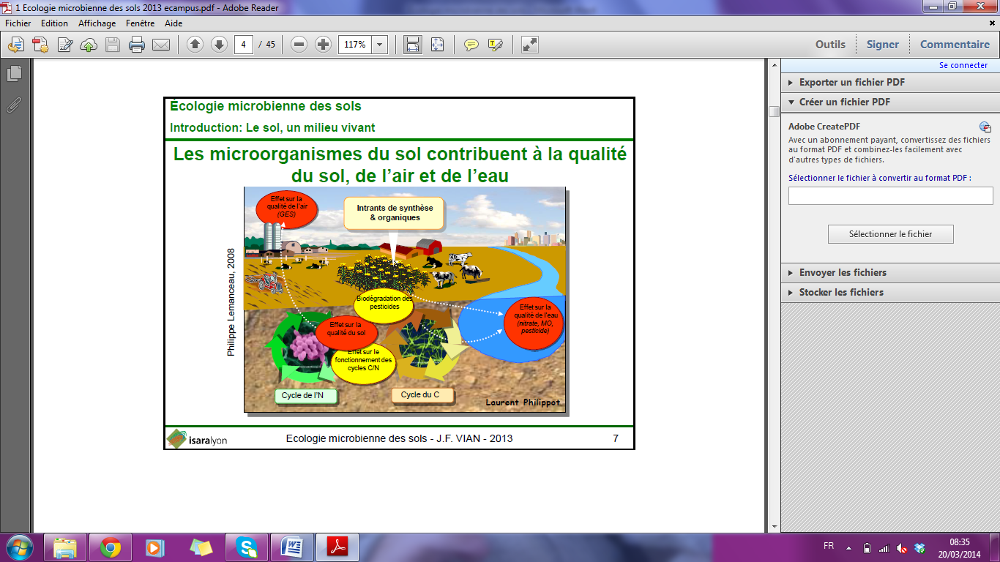 1 Ecologie microbienne des sols 2013 ecampus.pdf - Adobe Reader
Fichier Edition Affichage Fenêtre Aide
4 / 45 117% Outils Signer Commentaire
Se connecter
Exporter un fichier PDF
Créer un fichier PDF
Adobe CreatePDF
Avec un abonnement payant, convertissez des fichiers
au format PDF et combinez-les facilement avec
d'autres types de fichiers.
Sélectionner le fichier à convertir au format PDF :
Sélectionner le fichier
Envoyer les fichiers
Stocker les fichiers
Écologie microbienne des sols
Introduction: Le sol, un milieu vivant
Les microorganismes du sol contribuent à la qualité
du sol, de l'air et de l'eau
Effet sur la
qualité de l'air
(GES)
Intrants de synthèse
& organiques
Philippe Lemanceau, 2008
Biodégradation des
pesticides
Effet sur la
qualité de l'eau
(nitrate, MO,
pesticide)
Effet sur la
qualité du sol
Effet sur le
fonctionnement des
cycles C/N
Cycle de l'N
Cycle du C
Laurent Philippot
isaralyon
Ecologie microbienne des sols - J.F. VIAN - 2013
7
FR
08:35
20/03/2014